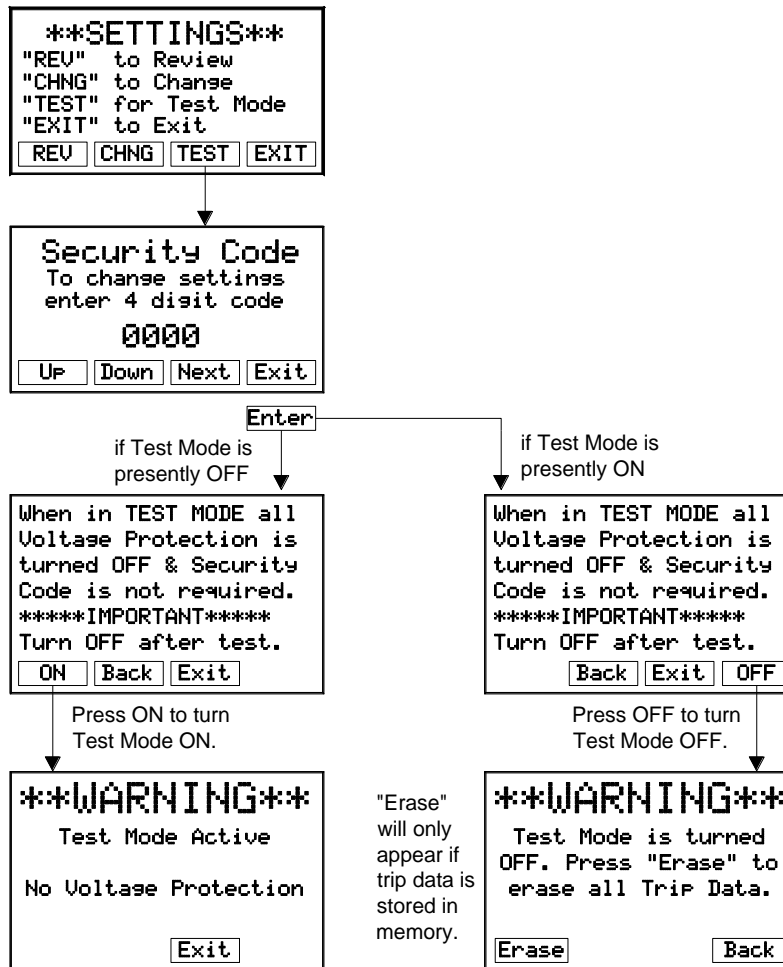 **SETTINGS**
"REV" to Review
"CHNG" to Change
"TEST" for Test Mode
"EXIT" to Exit
REV CHNG TEST EXIT
Security Code
To change settings
enter 4 digit code
0000
Up Down Next Exit
Enter
if Test Mode is
presently OFF
When in TEST MODE all
Voltage Protection is
turned OFF & Security
Code is not required.
*****IMPORTANT*****
Turn OFF after test.
ON Back Exit
Press ON to turn
Test Mode ON.
**WARNING**
Test Mode Active
No Voltage Protection
Exit
if Test Mode is
presently ON
When in TEST MODE all
Voltage Protection is
turned OFF & Security
Code is not required.
*****IMPORTANT*****
Turn OFF after test.
Back Exit OFF
Press OFF to turn
Test Mode OFF.
"Erase"
will only
appear if
trip data is
stored in
memory.
**WARNING**
Test Mode is turned
OFF. Press "Erase" to
erase all Trip Data.
Erase Back